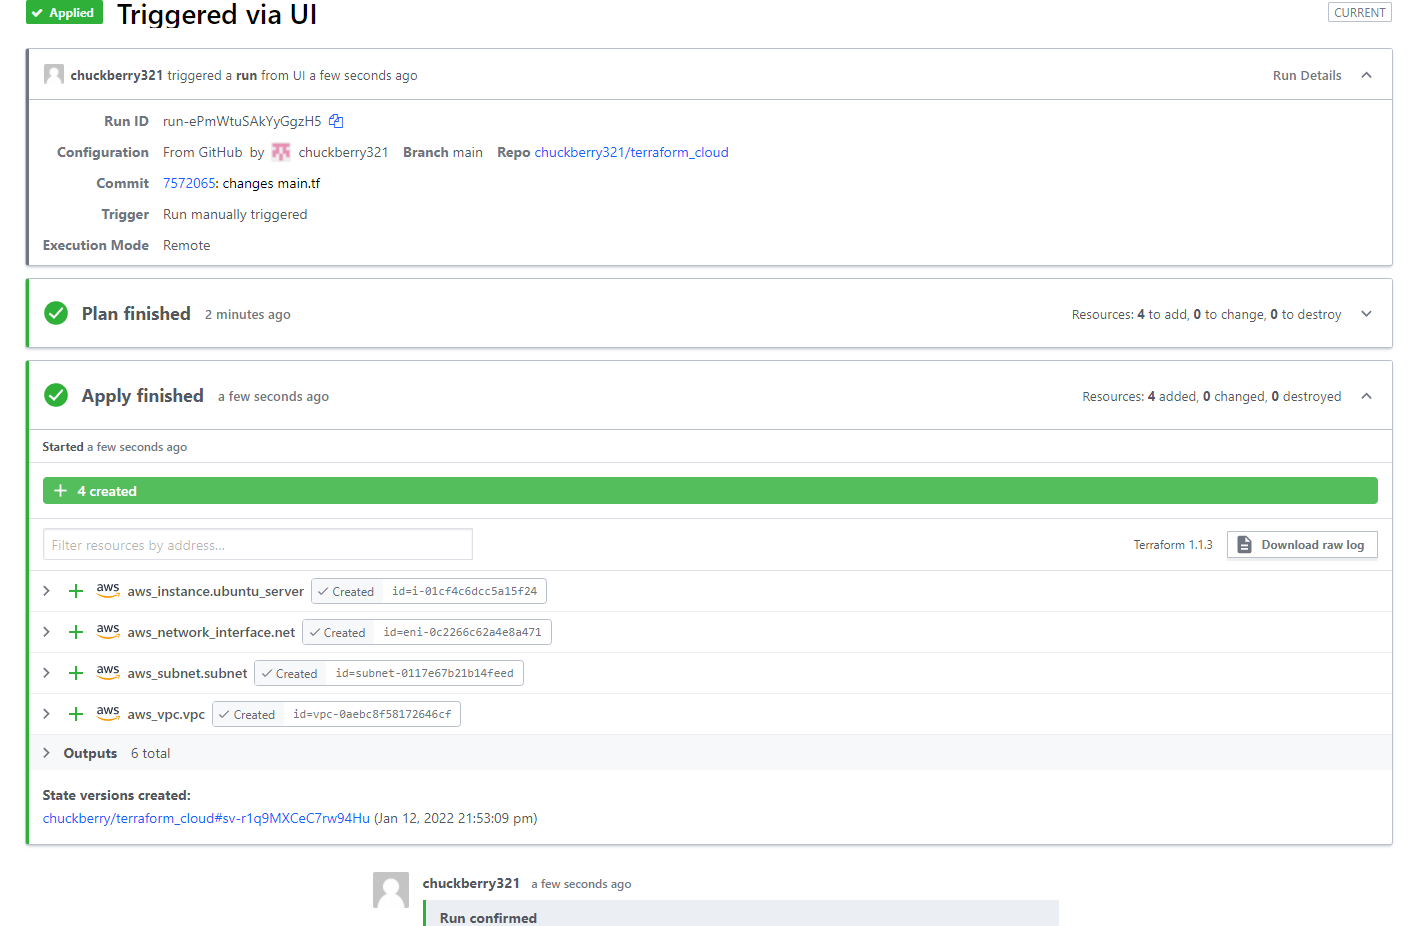 Applied Triggered via UI CURRENT
chuckberry321 triggered a run from UI a few seconds ago Run Details
Run ID run-ePmWtuSAkYyGgzH5
Configuration From GitHub by chuckberry321 Branch main Repo chuckberry321/terraform_cloud
Commit 7572065: changes main.tf
Trigger Run manually triggered
Execution Mode Remote
Plan finished 2 minutes ago Resources: 4 to add, 0 to change, 0 to destroy
Apply finished a few seconds ago Resources: 4 added, 0 changed, 0 destroyed
Started a few seconds ago
+ 4 created
Filter resources by address... Terraform 1.1.3 Download raw log
+ aws aws_instance.ubuntu_server Created id=i-01cf4c6dcc5a15f24
+ aws aws_network_interface.net Created id=eni-0c2266c62a4e8a471
+ aws aws_subnet.subnet Created id=subnet-0117e67b21b14feed
+ aws aws_vpc.vpc Created id=vpc-0aebc8f58172646cf
Outputs 6 total
State versions created:
chuckberry/terraform_cloud#sv-r1q9MXCeC7rw94Hu (Jan 12, 2022 21:53:09 pm)
chuckberry321 a few seconds ago
Run confirmed